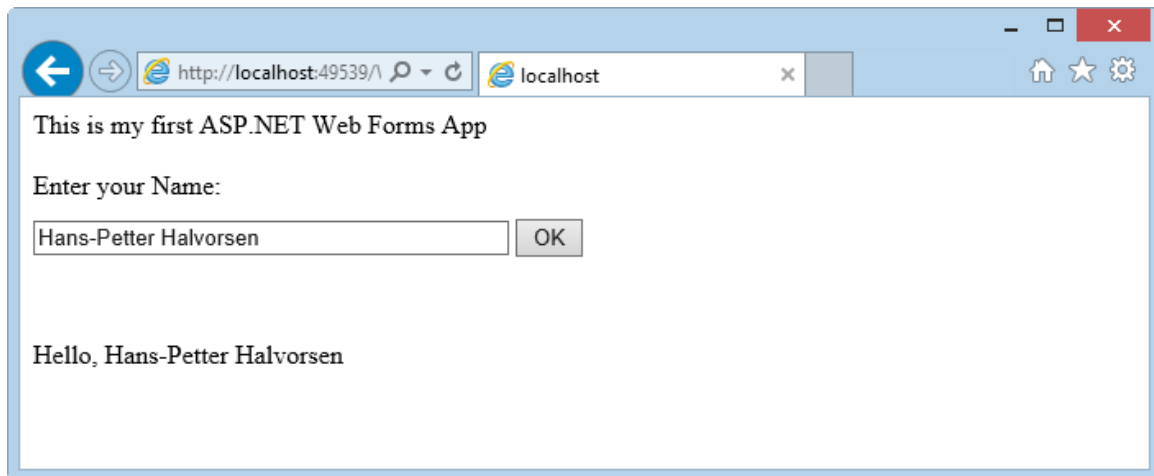 http://localhost:49539/\
localhost
This is my first ASP.NET Web Forms App
Enter your Name:
Hans-Petter Halvorsen OK
Hello, Hans-Petter Halvorsen